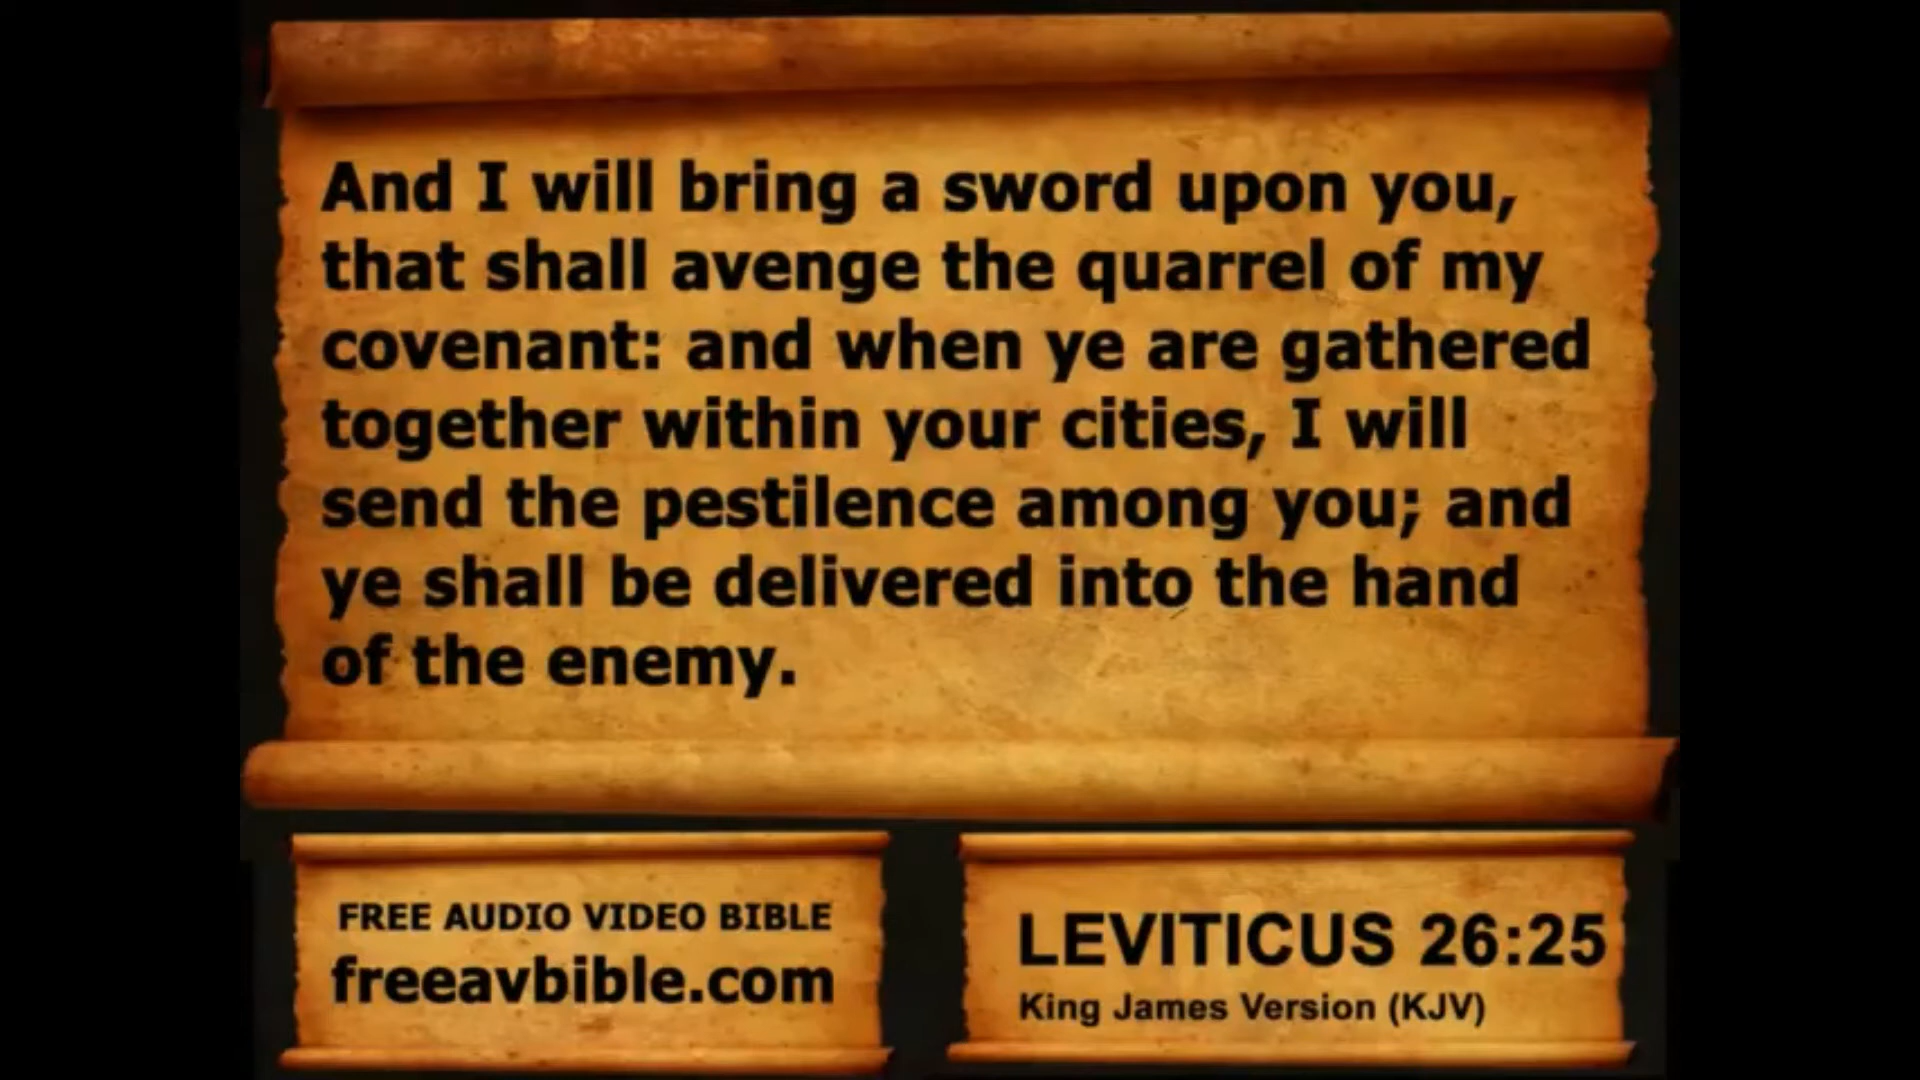 And I will bring a sword upon you,
that shall avenge the quarrel of my
covenant: and when ye are gathered
together within your cities, I will
send the pestilence among you; and
ye shall be delivered into the hand
of the enemy.
FREE AUDIO VIDEO BIBLE
freeavbible.com
LEVITICUS 26:25
King James Version (KJV)